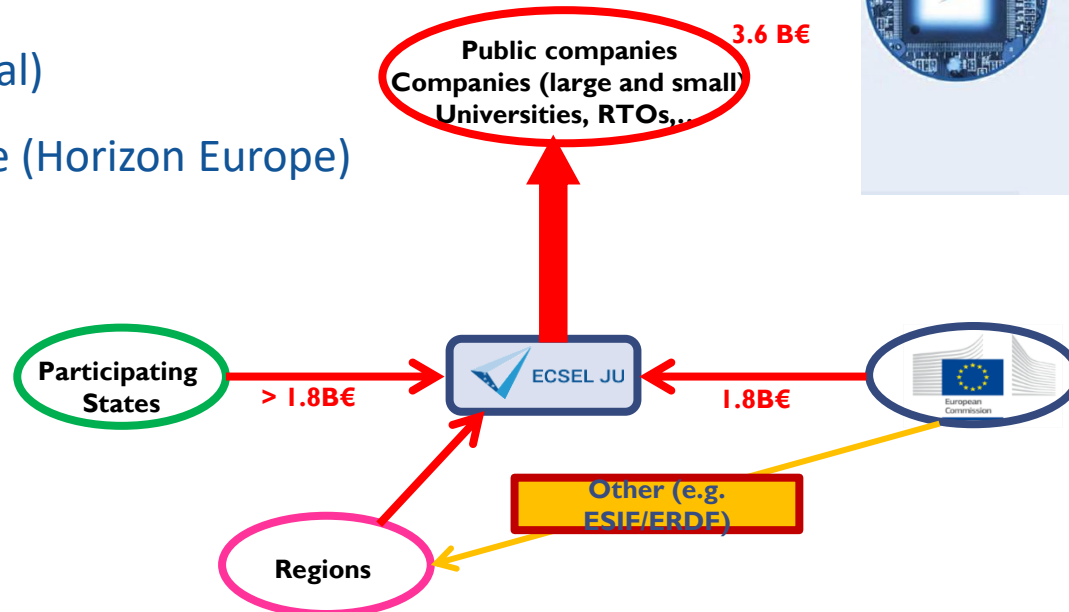 al)
e (Horizon Europe)
3.6 B€
Public companies
Companies (large and small)
Universities, RTOs,..
Participating
States
> 1.8B€
ECSEL JU
1.8B€
European
Commission
Other (e.g.
ESIF/ERDF)
Regions